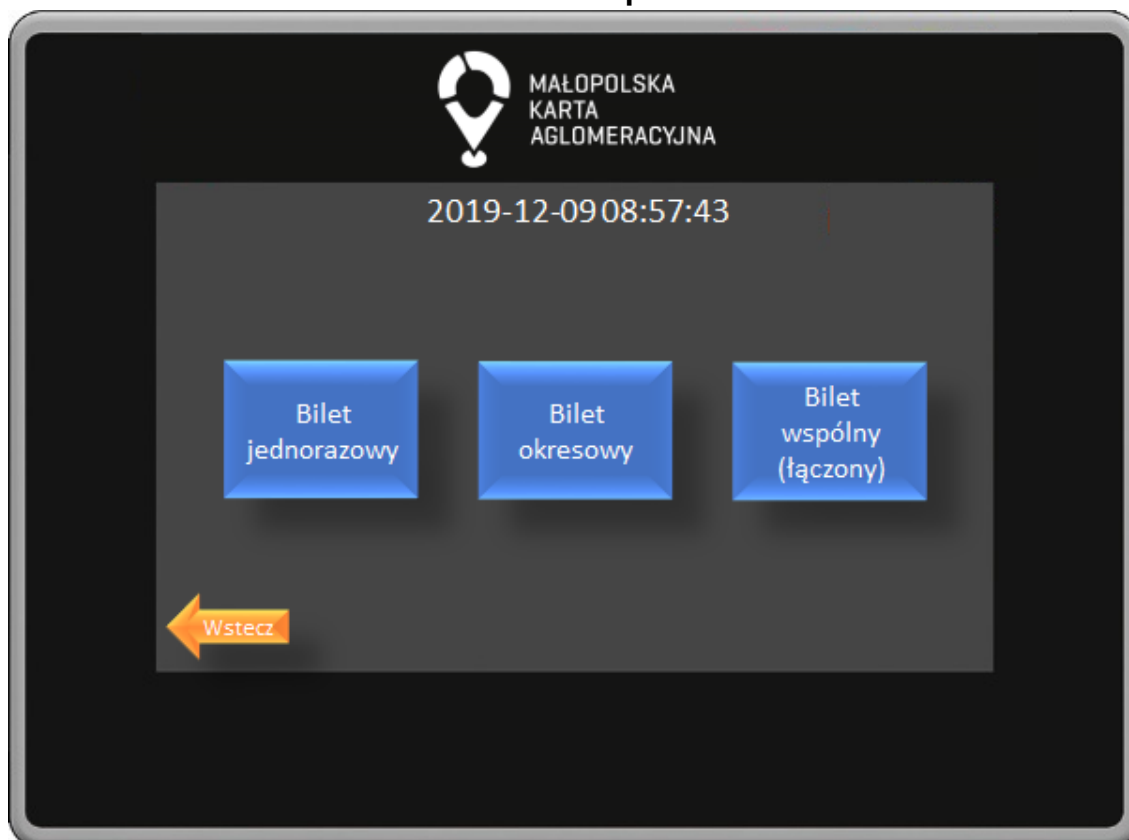 MAŁOPOLSKA
KARTA
AGLOMERACYJNA
2019-12-09 08:57:43
Bilet
jednorazowy
Bilet
okresowy
Bilet
wspólny
(łączony)
Wstecz